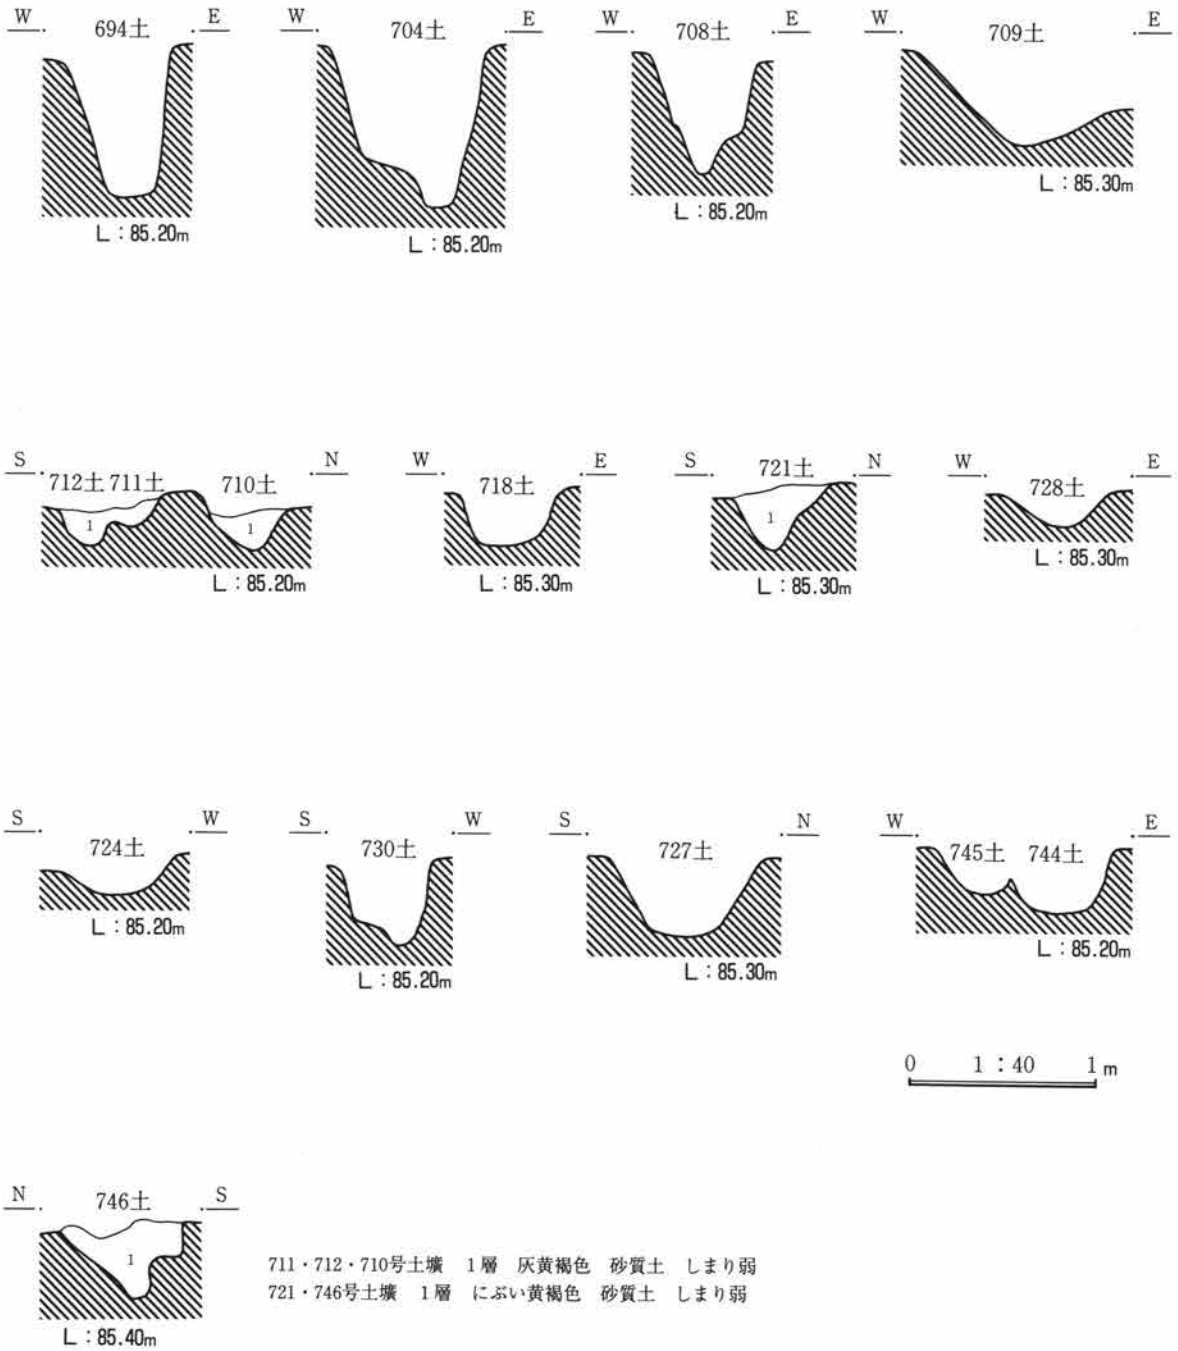 W 694土 E
L：85.20m
W 704土 E
L：85.20m
W 708土 E
L：85.20m
W 709土 E
L：85.30m
S 712土 711土 710土 N
1 1
L：85.20m
W 718土 E
L：85.30m
S 721土 N
1
L：85.30m
W 728土 E
L：85.30m
S 724土 W
L：85.20m
S 730土 W
L：85.20m
S 727土 N
L：85.30m
W 745土 744土 E
L：85.20m
0 1：40 1m
N 746土 S
1
L：85.40m
711・712・710号土壙 1層 灰黄褐色 砂質土 しまり弱
721・746号土壙 1層 にぶい黄褐色 砂質土 しまり弱